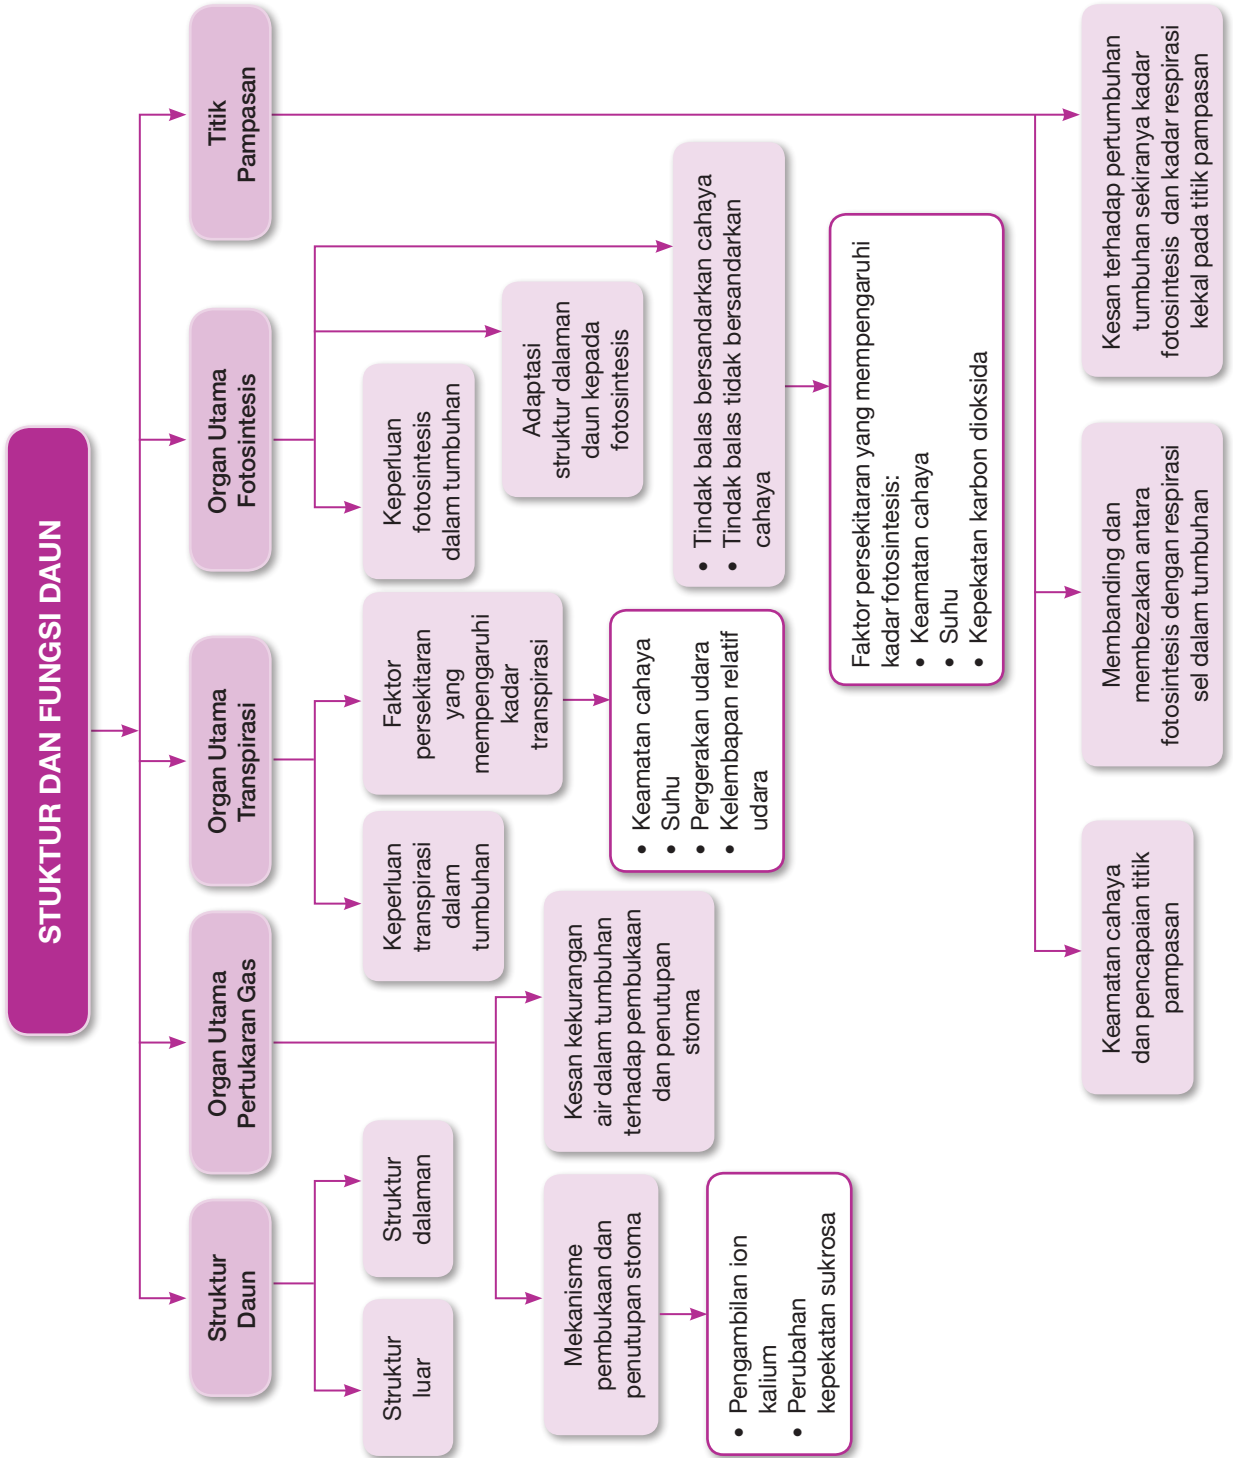 STUKTUR DAN FUNGSI DAUN
Struktur
Daun
Organ Utama
Pertukaran Gas
Organ Utama
Transpirasi
Organ Utama
Fotosintesis
Titik
Pampasan
Struktur
luar
Struktur
dalaman
Mekanisme
pembukaan dan
penutupan stoma
• Pengambilan ion
kalium
• Perubahan
kepekatan sukrosa
Kesan kekurangan
air dalam tumbuhan
terhadap pembukaan
dan penutupan
stoma
Keperluan
transpirasi
dalam
tumbuhan
Faktor
persekitaran
yang
mempengaruhi
kadar
transpirasi
• Keamatan cahaya
• Suhu
• Pergerakan udara
• Kelembapan relatif
udara
Keperluan
fotosintesis
dalam tumbuhan
Adaptasi
struktur dalaman
daun kepada
fotosintesis
• Tindak balas bersandarkan cahaya
• Tindak balas tidak bersandarkan
cahaya
Faktor persekitaran yang mempengaruhi
kadar fotosintesis:
• Keamatan cahaya
• Suhu
• Kepekatan karbon dioksida
Keamatan cahaya
dan pencapaian titik
pampasan
Membanding dan
membezakan antara
fotosintesis dengan respirasi
sel dalam tumbuhan
Kesan terhadap pertumbuhan
tumbuhan sekiranya kadar
fotosintesis dan kadar respirasi
kekal pada titik pampasan